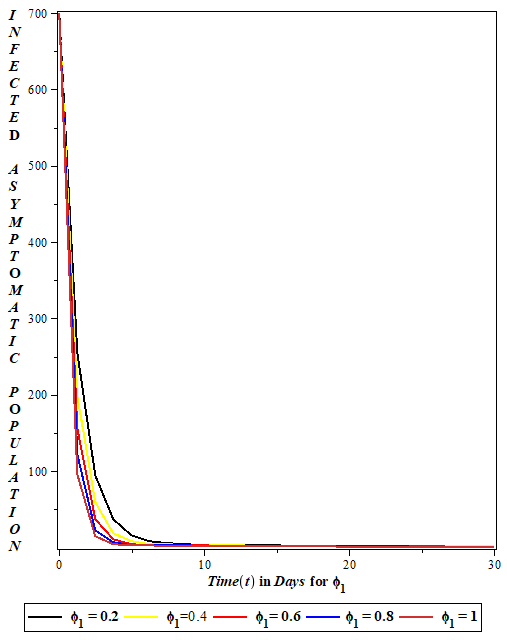 INFECTED ASYMPTOMATIC POPULATION
700
600
500
400
300
200
100
0
10
20
30
Time(t) in Days for ϕ₁
ϕ₁ = 0.2
ϕ₁=0.4
ϕ₁ = 0.6
ϕ₁ = 0.8
ϕ₁ = 1